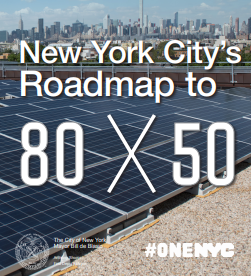 New York City's
Roadmap to
80 X 50
The City of New York
Mayor Bill de Blasio
#ONENYC